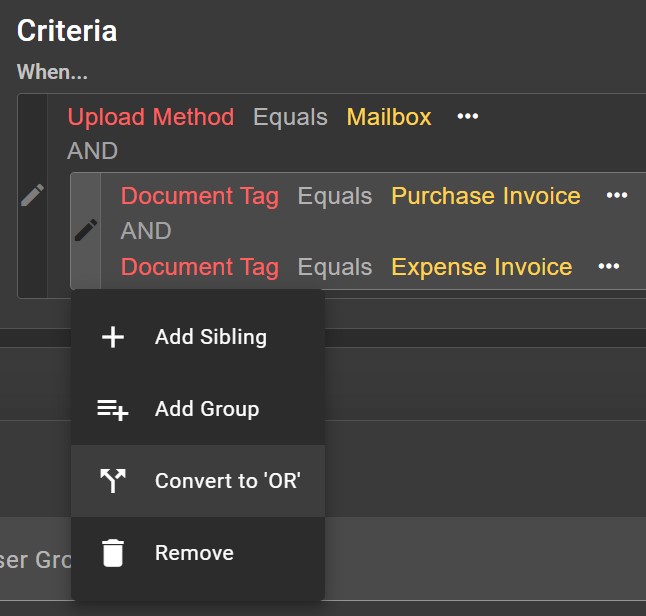 Criteria
When...
Upload Method Equals Mailbox •••
AND
Document Tag Equals Purchase Invoice •••
AND
Document Tag Equals Expense Invoice •••
Add Sibling
Add Group
Convert to 'OR'
ser Gro
Remove